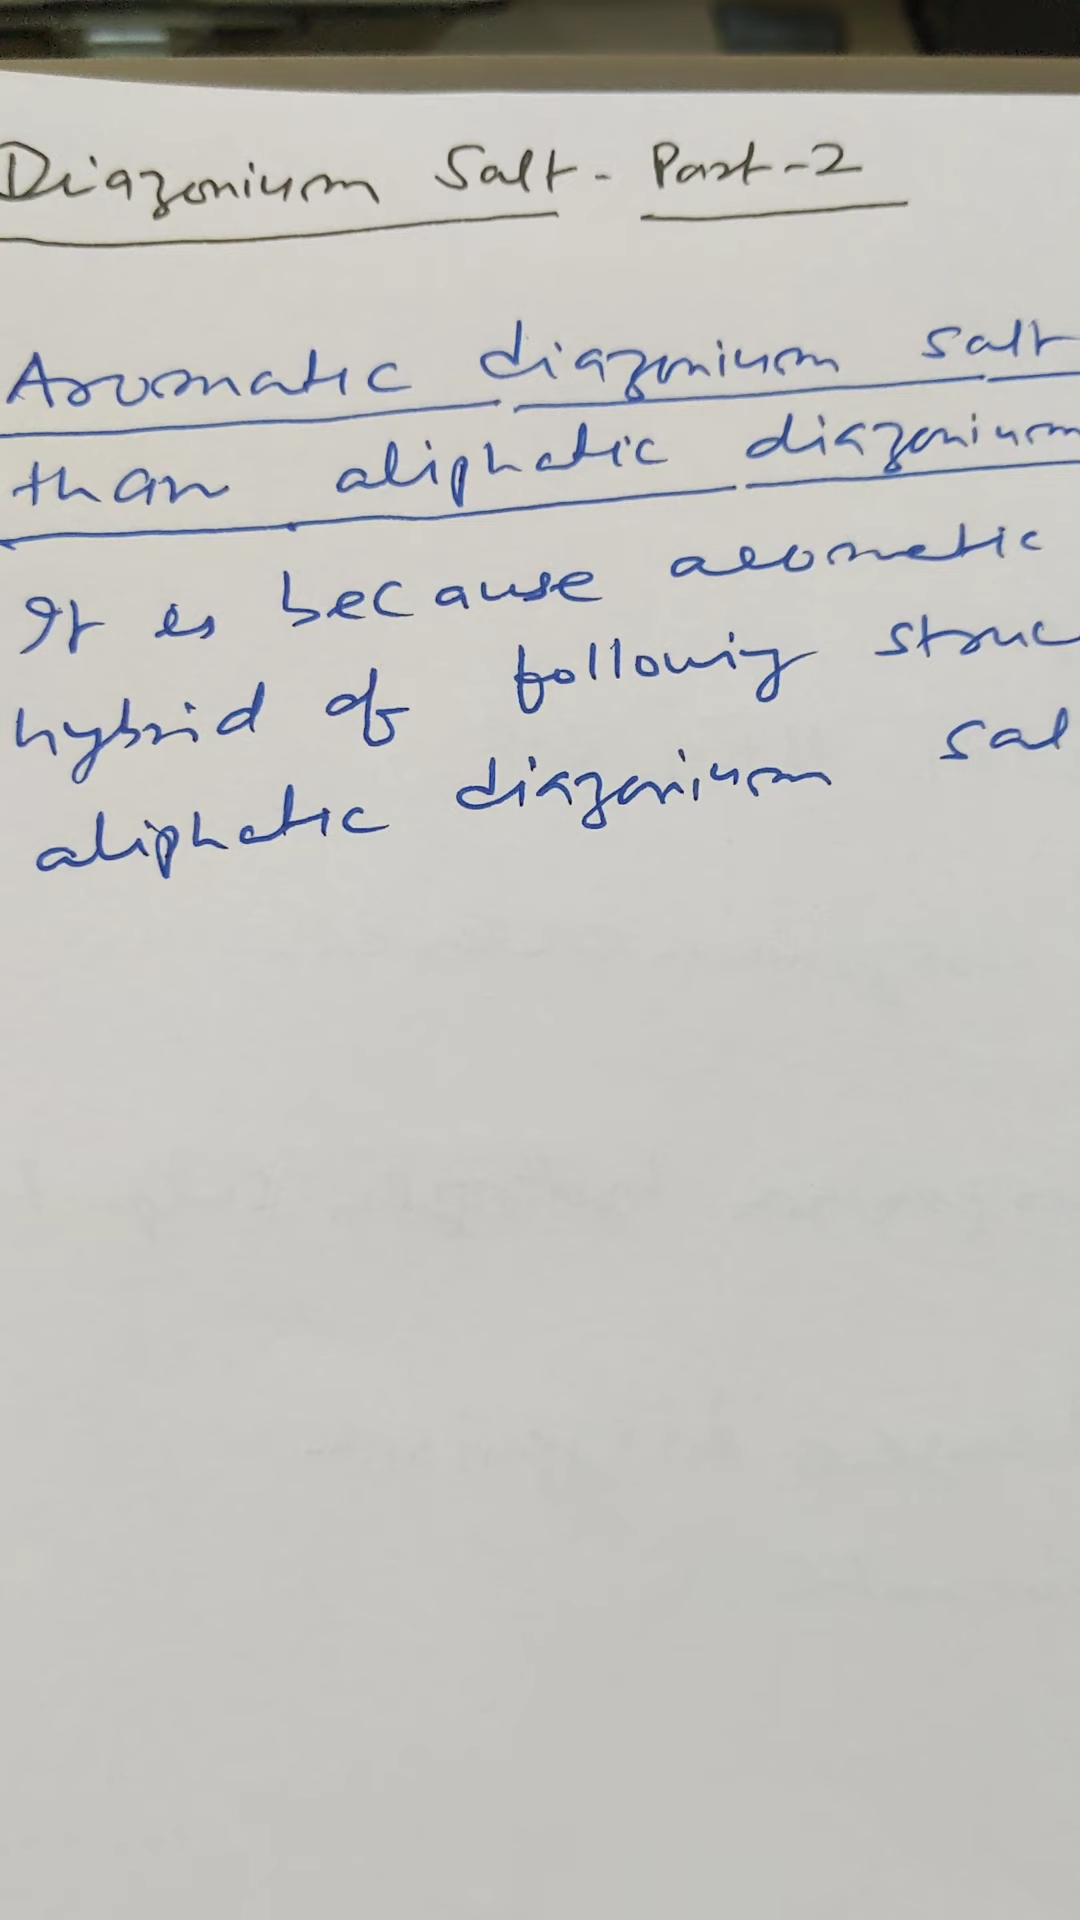 Diazonium Salt - Part-2
Aromatic diazonium salt
than aliphatic diazonium
It is because aromatic
hybrid of following struc
aliphatic diazonium sal